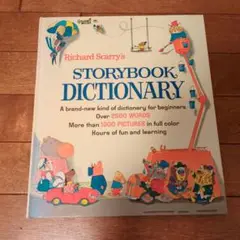 Richard Scarry's
STORYBOOK
DICTIONARY
A brand-new kind of dictionary for beginners
Over 2500 WORDS
More than 1000 PICTURES in full color
Hours of fun and learning